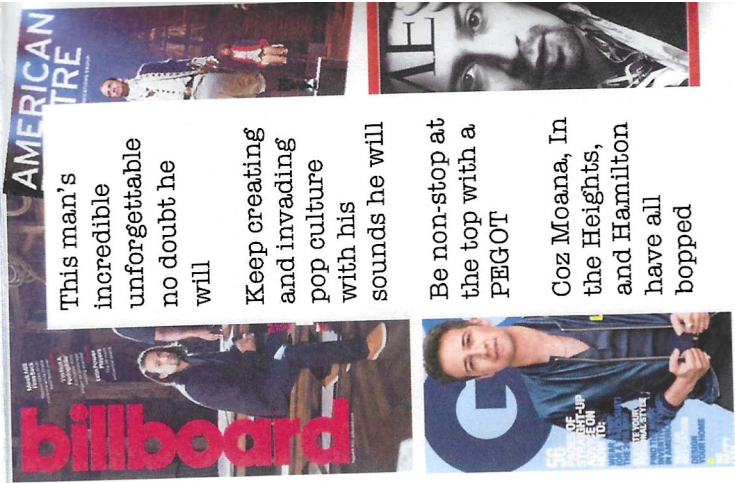 billboard
AMERICAN
TRE
This man's
incredible
unforgettable
no doubt he
will
Keep creating
and invading
pop culture
with his
sounds he will
Be non-stop at
the top with a
PEGOT
Coz Moana, In
the Heights,
and Hamilton
have all
bopped
G
56